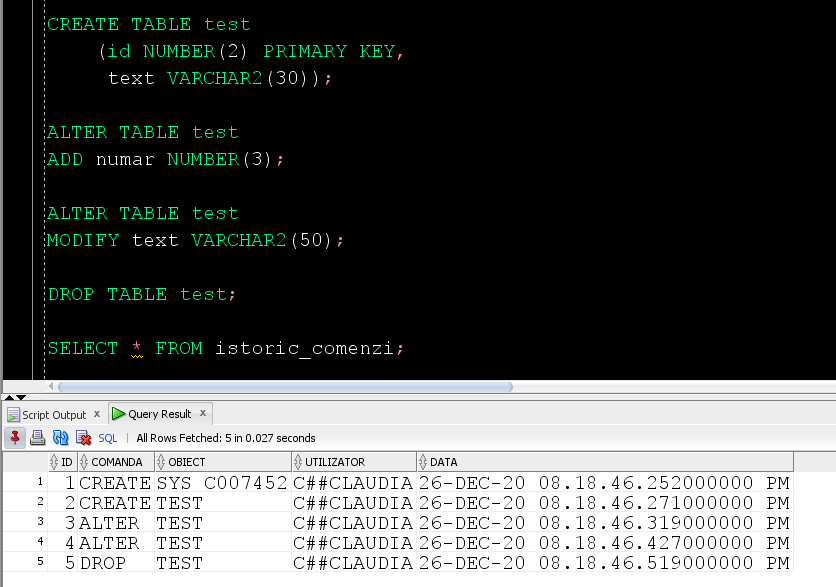 CREATE TABLE test
(id NUMBER(2) PRIMARY KEY,
text VARCHAR2(30));
ALTER TABLE test
ADD numar NUMBER(3);
ALTER TABLE test
MODIFY text VARCHAR2(50);
DROP TABLE test;
SELECT * FROM istoric_comenzi;
Script Output x Query Result x
SQL | All Rows Fetched: 5 in 0.027 seconds
ID COMANDA OBIECT UTILIZATOR DATA
1 1 CREATE SYS_C007452 C##CLAUDIA 26-DEC-20 08.18.46.252000000 PM
2 2 CREATE TEST C##CLAUDIA 26-DEC-20 08.18.46.271000000 PM
3 3 ALTER TEST C##CLAUDIA 26-DEC-20 08.18.46.319000000 PM
4 4 ALTER TEST C##CLAUDIA 26-DEC-20 08.18.46.427000000 PM
5 5 DROP TEST C##CLAUDIA 26-DEC-20 08.18.46.519000000 PM